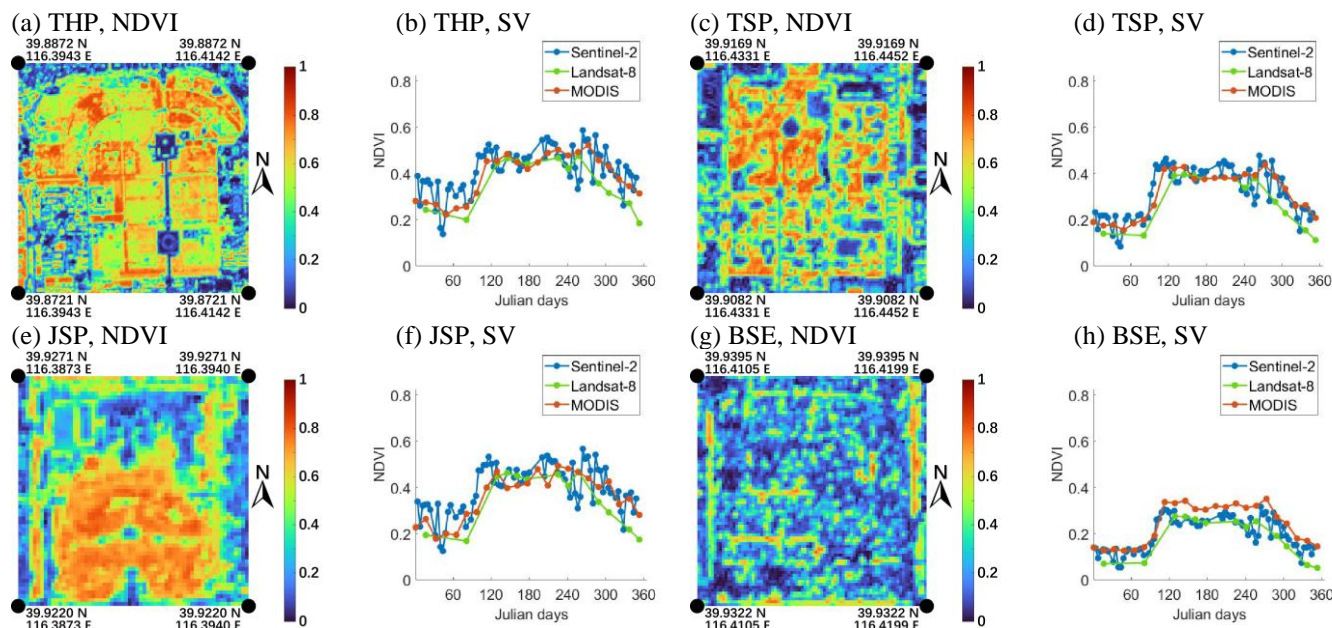 (a) THP, NDVI
39.8872 N 39.8872 N
116.3943 E 116.4142 E
1
0.8
0.6
0.4
0.2
0
N
39.8721 39.8721
116.3943 E 116.4142 E
(b) THP, SV
Sentinel-2
Landsat-8
MODIS
0.8
0.6
0.4
0.2
0
NDVI
60 120 180 240 300 360
Julian days
(c) TSP, NDVI
39.9169 N 39.9169 N
116.4331 E 116.4452 E
1
0.8
0.6
0.4
0.2
0
N
39.9082 N 39.9082 N
116.4331 E 116.4452 E
(d) TSP, SV
Sentinel-2
Landsat-8
MODIS
0.8
0.6
0.4
0.2
0
NDVI
60 120 180 240 300 360
Julian days
(e) JSP, NDVI
39.9271 N 39.9271 N
116.3873 E 116.3940 E
1
0.8
0.6
0.4
0.2
0
N
39.9220 N 39.9220 N
116.3873 E 116.3940 E
(f) JSP, SV
Sentinel-2
Landsat-8
MODIS
0.8
0.6
0.4
0.2
0
NDVI
60 120 180 240 300 360
Julian days
(g) BSE, NDVI
39.9395 N 39.9395 N
116.4105 E 116.4199 E
1
0.8
0.6
0.4
0.2
0
N
39.9322 N 39.9322 N
116.4105 E 116.4199 E
(h) BSE, SV
Sentinel-2
Landsat-8
MODIS
0.8
0.6
0.4
0.2
0
NDVI
60 120 180 240 300 360
Julian days